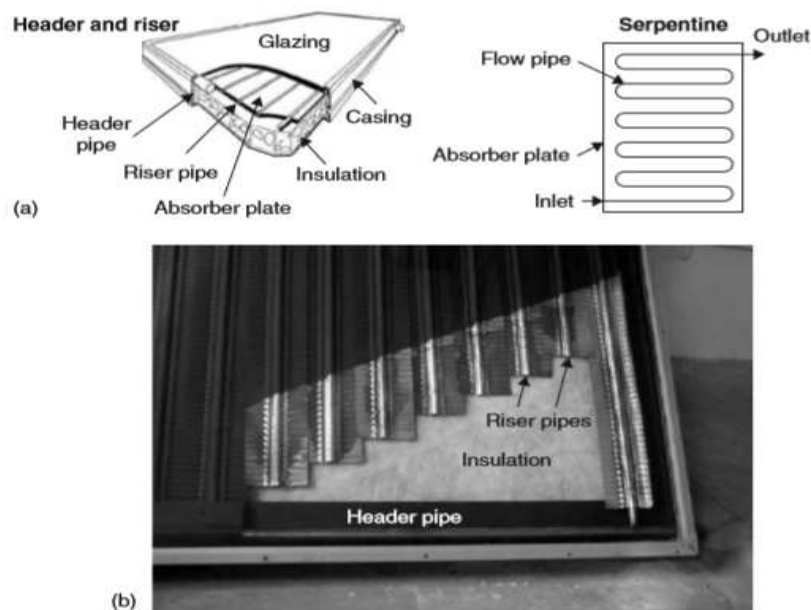 Header and riser
Glazing
Header
pipe
Riser pipe
Absorber plate
Insulation
Casing
(a)
Serpentine
Outlet
Flow pipe
Absorber plate
Inlet
Riser pipes
Insulation
Header pipe
(b)